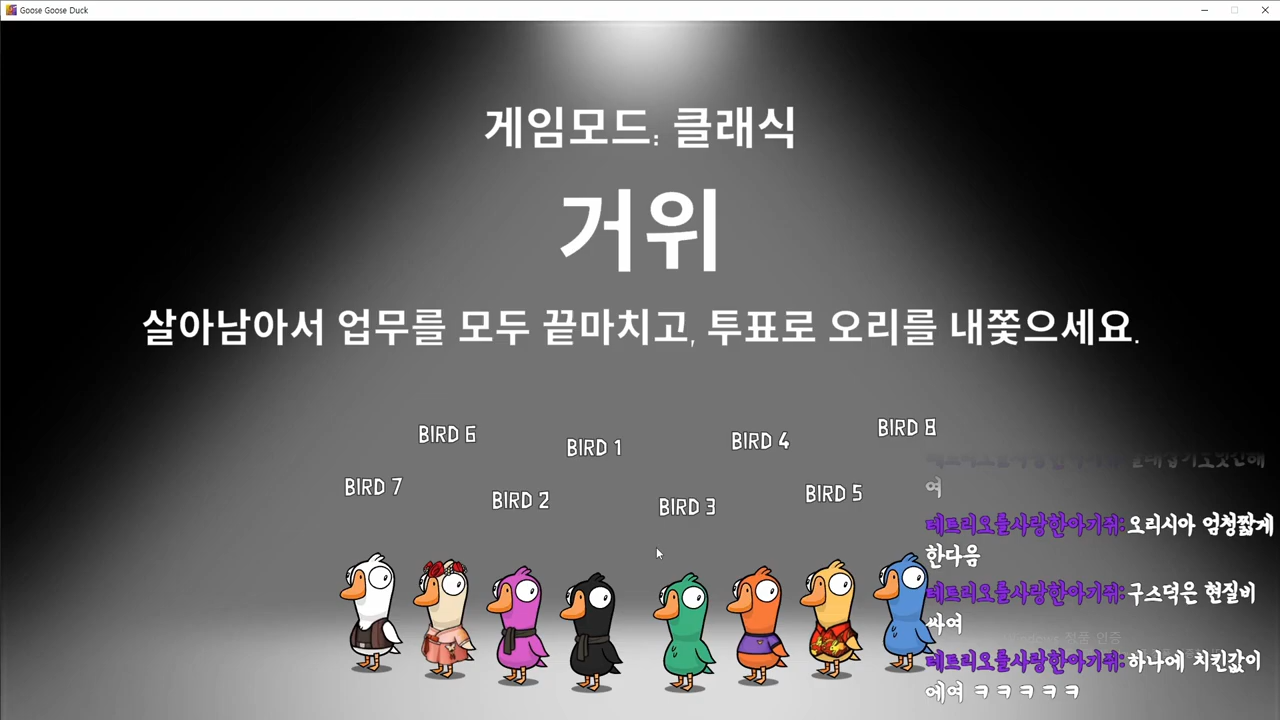 Goose Goose Duck
게임모드: 클래식
거위
살아남아서 업무를 모두 끝마치고, 투표로 오리를 내쫓으세요.
BIRD 6
BIRD 1
BIRD 4
BIRD 8
BIRD 7
BIRD 2
BIRD 3
BIRD 5
여
테트리오를사랑한아기쥐: 오리시아 엄청짧게
한다음
테트리오를사랑한아기쥐: 구스덕은 현질비
싸여
정품 인증
테트리오를사랑한아기쥐: 하나에 치킨값이
에여 ㅋㅋㅋㅋㅋ